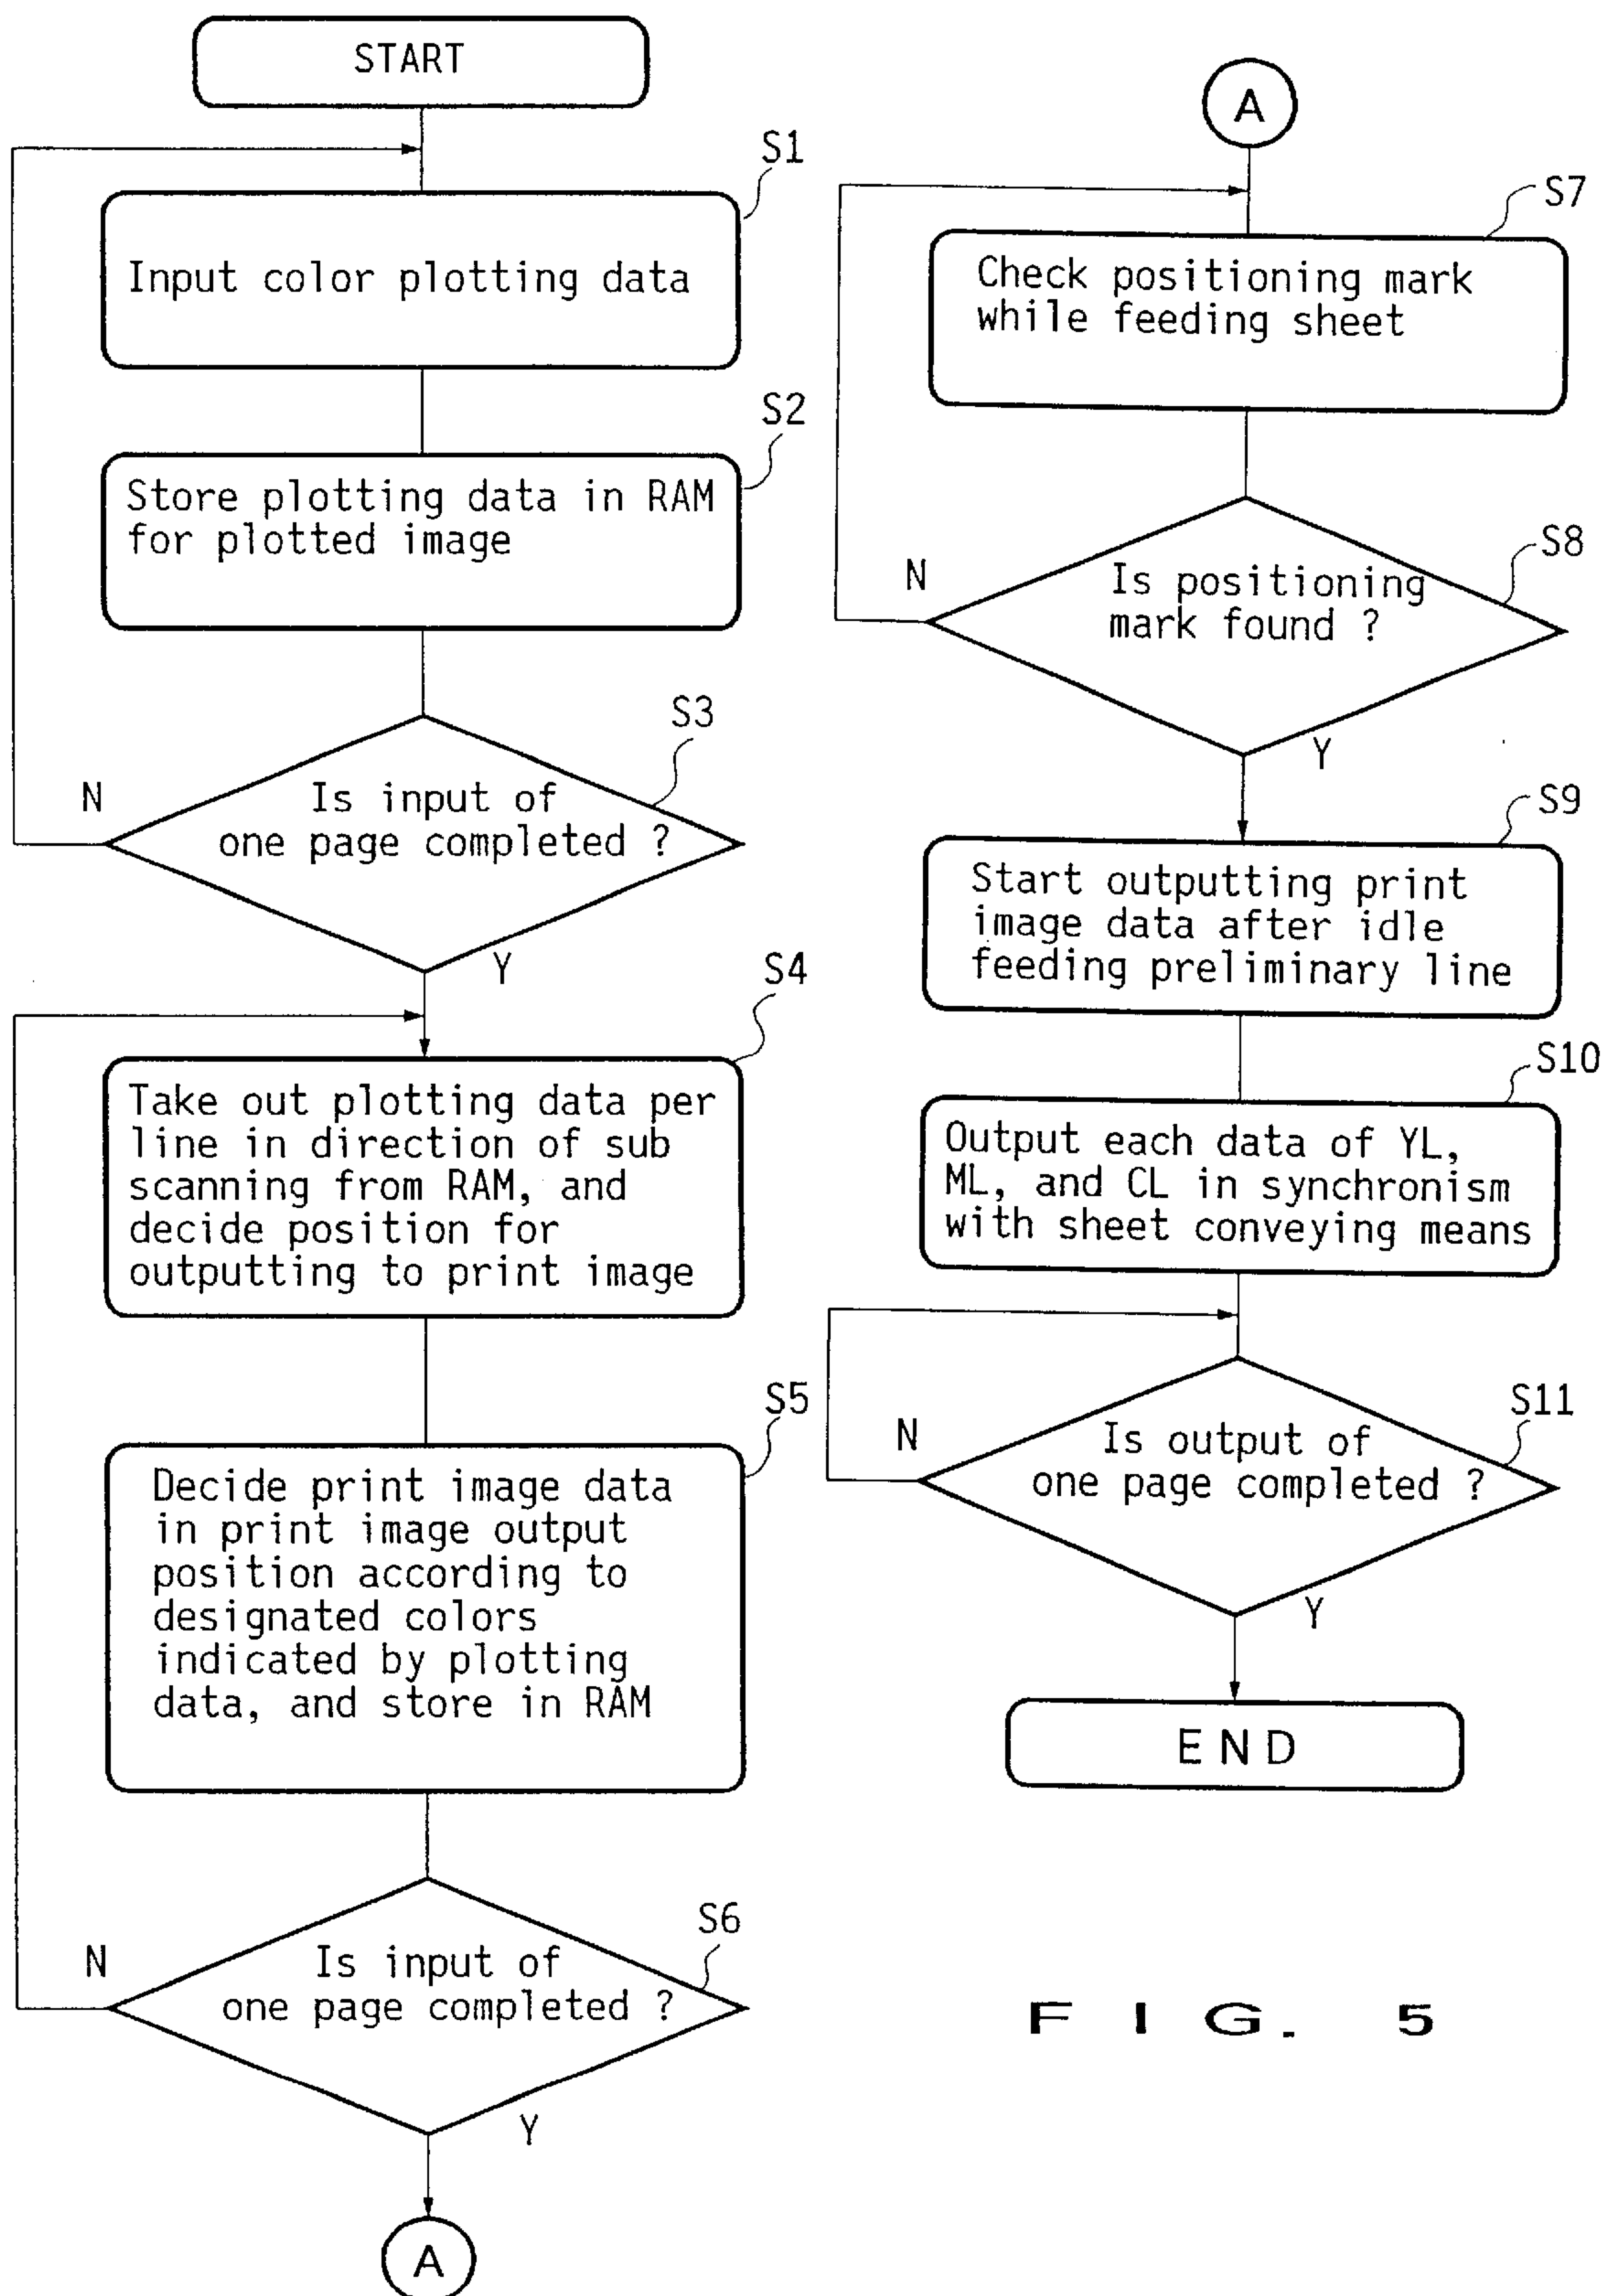 START
S1
Input color plotting data
S2
Store plotting data in RAM
for plotted image
S3
Is input of
one page completed ?
N
Y
S4
Take out plotting data per
line in direction of sub
scanning from RAM, and
decide position for
outputting to print image
S5
Decide print image data
in print image output
position according to
designated colors
indicated by plotting
data, and store in RAM
S6
Is input of
one page completed ?
N
Y
A
A
S7
Check positioning mark
while feeding sheet
S8
Is positioning
mark found ?
N
Y
S9
Start outputting print
image data after idle
feeding preliminary line
S10
Output each data of YL,
ML, and CL in synchronism
with sheet conveying means
S11
Is output of
one page completed ?
N
Y
END
FIG. 5